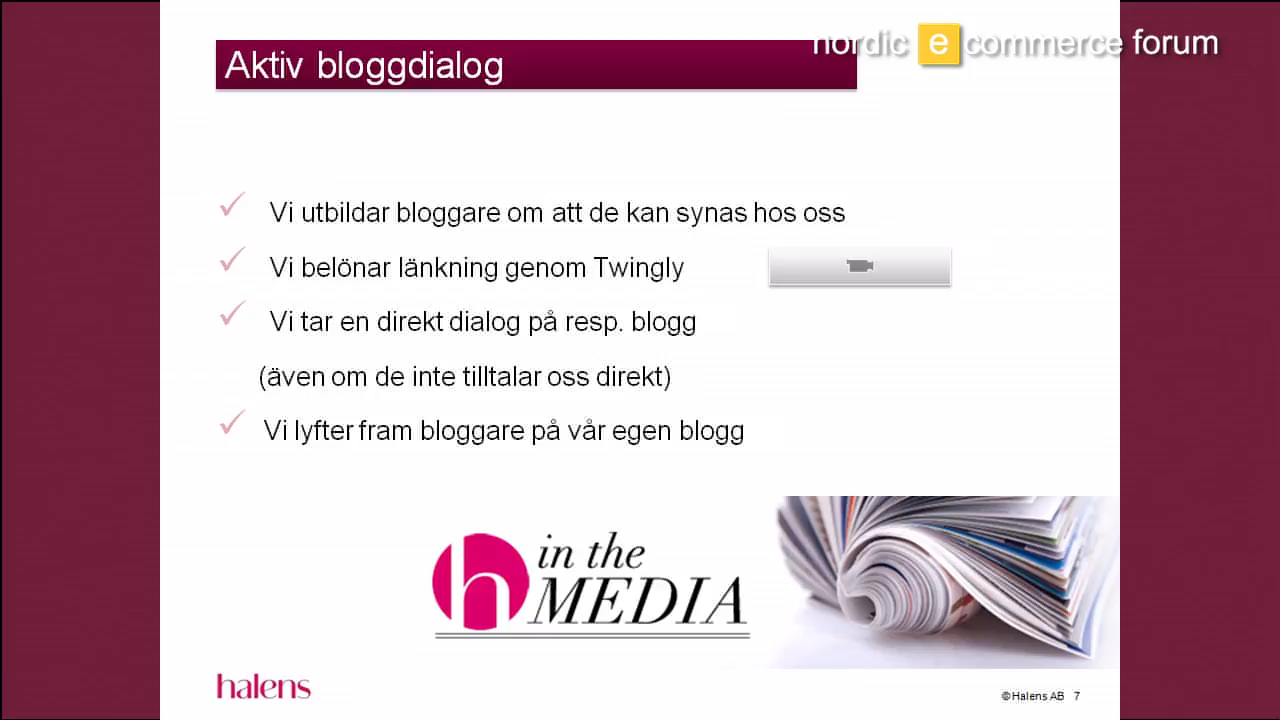 nordic e commerce forum
Aktiv bloggdialog
Vi utbildar bloggare om att de kan synas hos oss
Vi belönar länkning genom Twingly
Vi tar en direkt dialog på resp. blogg
(även om de inte tilltalar oss direkt)
Vi lyfter fram bloggare på vår egen blogg
h in the
MEDIA
halens
©Halens AB 7